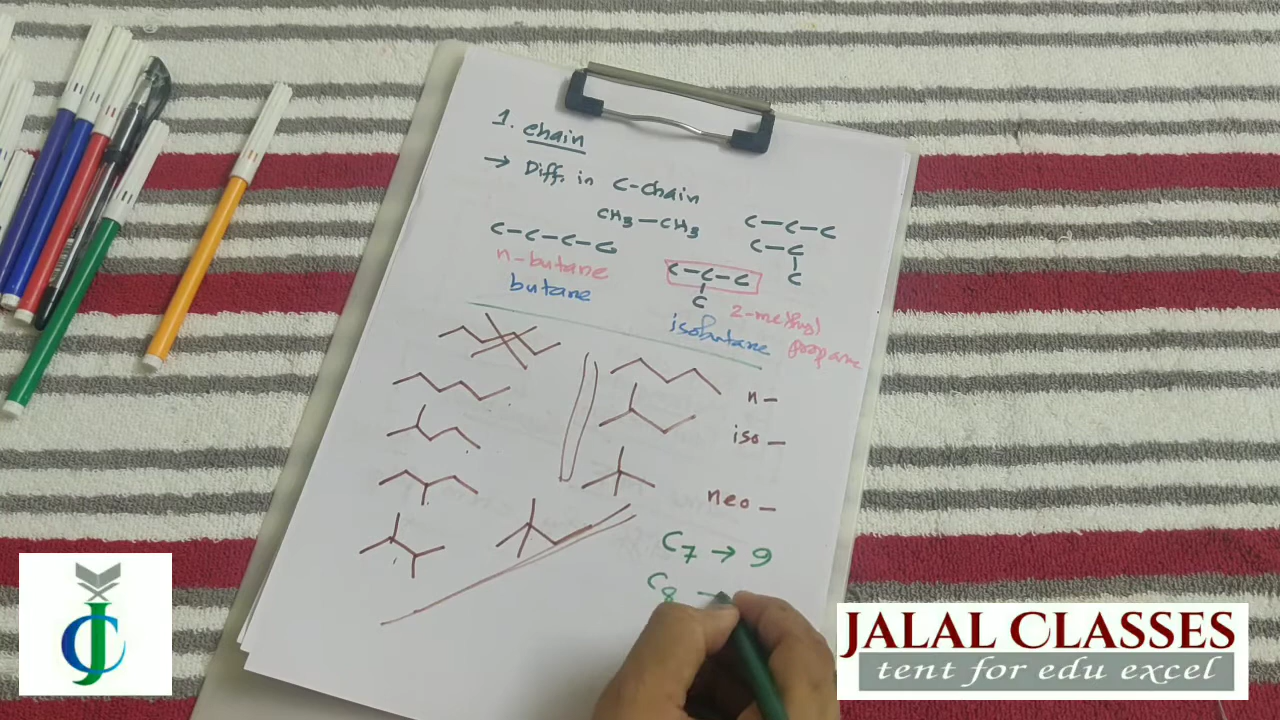 1. chain
→ Diff. in C-chain
CH3—CH3
C—C—C
C—C
C
C—C—C—C
n-butane
butane
C—C—C
C
2-methyl
propane
isobutane
n—
iso—
neo—
C7 → 9
C8 →
CJ
JALAL CLASSES
tent for edu excel